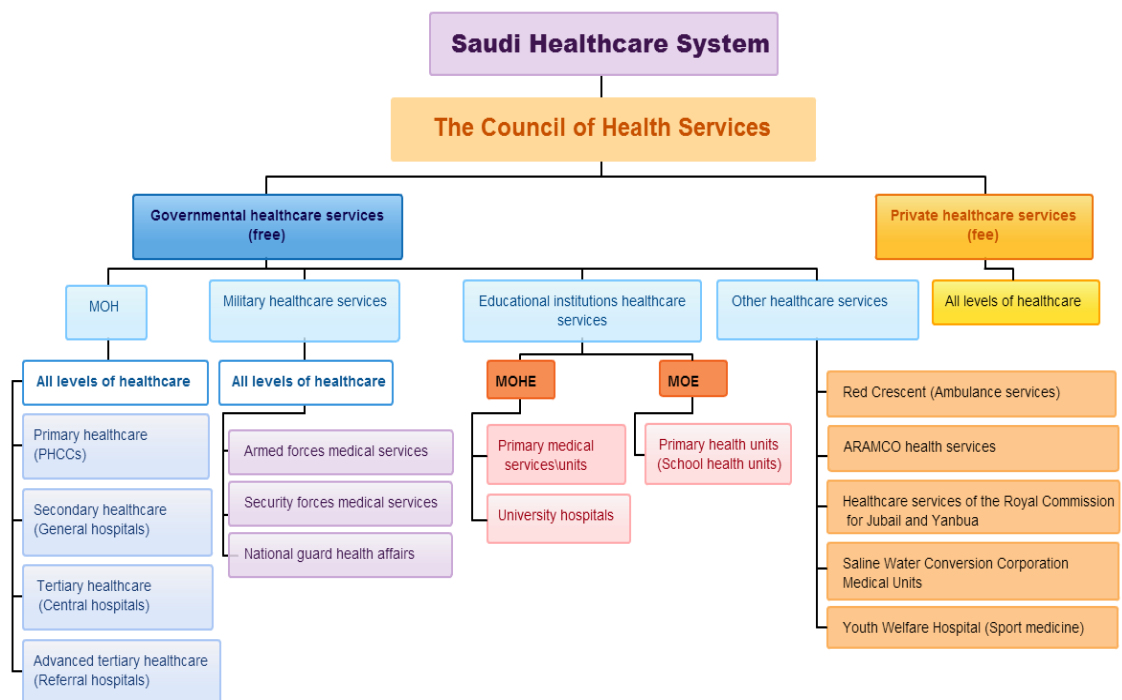 Saudi Healthcare System
The Council of Health Services
Governmental healthcare services
(free)
Private healthcare services
(fee)
MOH
Military healthcare services
Educational institutions healthcare
services
Other healthcare services
All levels of healthcare
All levels of healthcare
Primary healthcare
(PHCCs)
Secondary healthcare
(General hospitals)
Tertiary healthcare
(Central hospitals)
Advanced tertiary healthcare
(Referral hospitals)
All levels of healthcare
Armed forces medical services
Security forces medical services
National guard health affairs
MOHE
Primary medical
services\units
University hospitals
MOE
Primary health units
(School health units)
Red Crescent (Ambulance services)
ARAMCO health services
Healthcare services of the Royal Commission
for Jubail and Yanbua
Saline Water Conversion Corporation
Medical Units
Youth Welfare Hospital (Sport medicine)